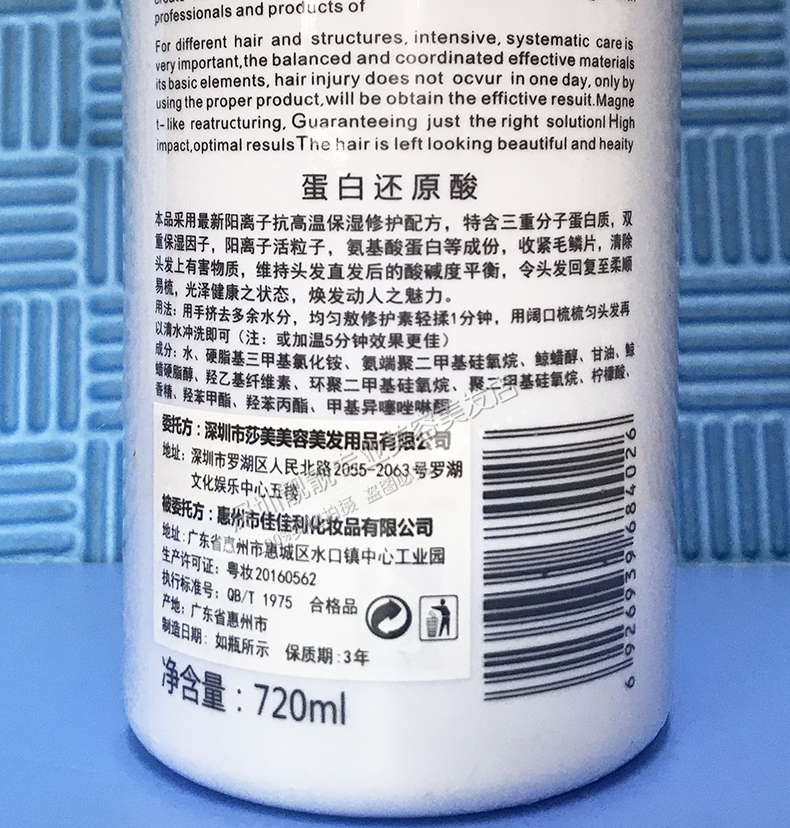 professionals and products of
For different hair and structures, intensive, systematic care is
very important,the balanced and coordinated effective materials
its basic elements, hair injury does not ocvur in one day, only by
using the proper product,will be obtain the effictive resuit.Magne
t-like reatructuring, Guaranteeing just the right solutionl High
impact,optimal resulsThe hair is left looking beautiful and heaity
蛋白还原酸
本品采用最新阳离子抗高温保湿修护配方，特含三重分子蛋白质，双
重保湿因子，阳离子活粒子，氨基酸蛋白等成份，收紧毛鳞片，清除
头发上有害物质，维持头发直发后的酸碱度平衡，令头发回复至柔顺
易梳，光泽健康之状态，焕发动人之魅力。
用法：用手挤去多余水分，均匀敷修护素轻揉1分钟，用阔口梳梳匀头发再
以清水冲洗即可（注：或加温5分钟效果更佳）
成分：水、硬脂基三甲基氯化铵、氨端聚二甲基硅氧烷、鲸蜡醇、甘油、鲸
蜡硬脂醇、羟乙基纤维素、环聚二甲基硅氧烷、聚二甲基硅氧烷、柠檬酸、
香精、羟苯甲酯、羟苯丙酯、甲基异噻唑啉酮
委托方：深圳市莎美美容美发用品有限公司
地址：深圳市罗湖区人民北路2055-2063号罗湖
文化娱乐中心五楼
被委托方：惠州市佳佳利化妆品有限公司
地址：广东省惠州市惠城区水口镇中心工业园
生产许可证：粤妆20160562
执行标准号：QB/T 1975 合格品
产地：广东省惠州市
制造日期：如瓶所示 保质期：3年
净含量：720ml
6926939684026